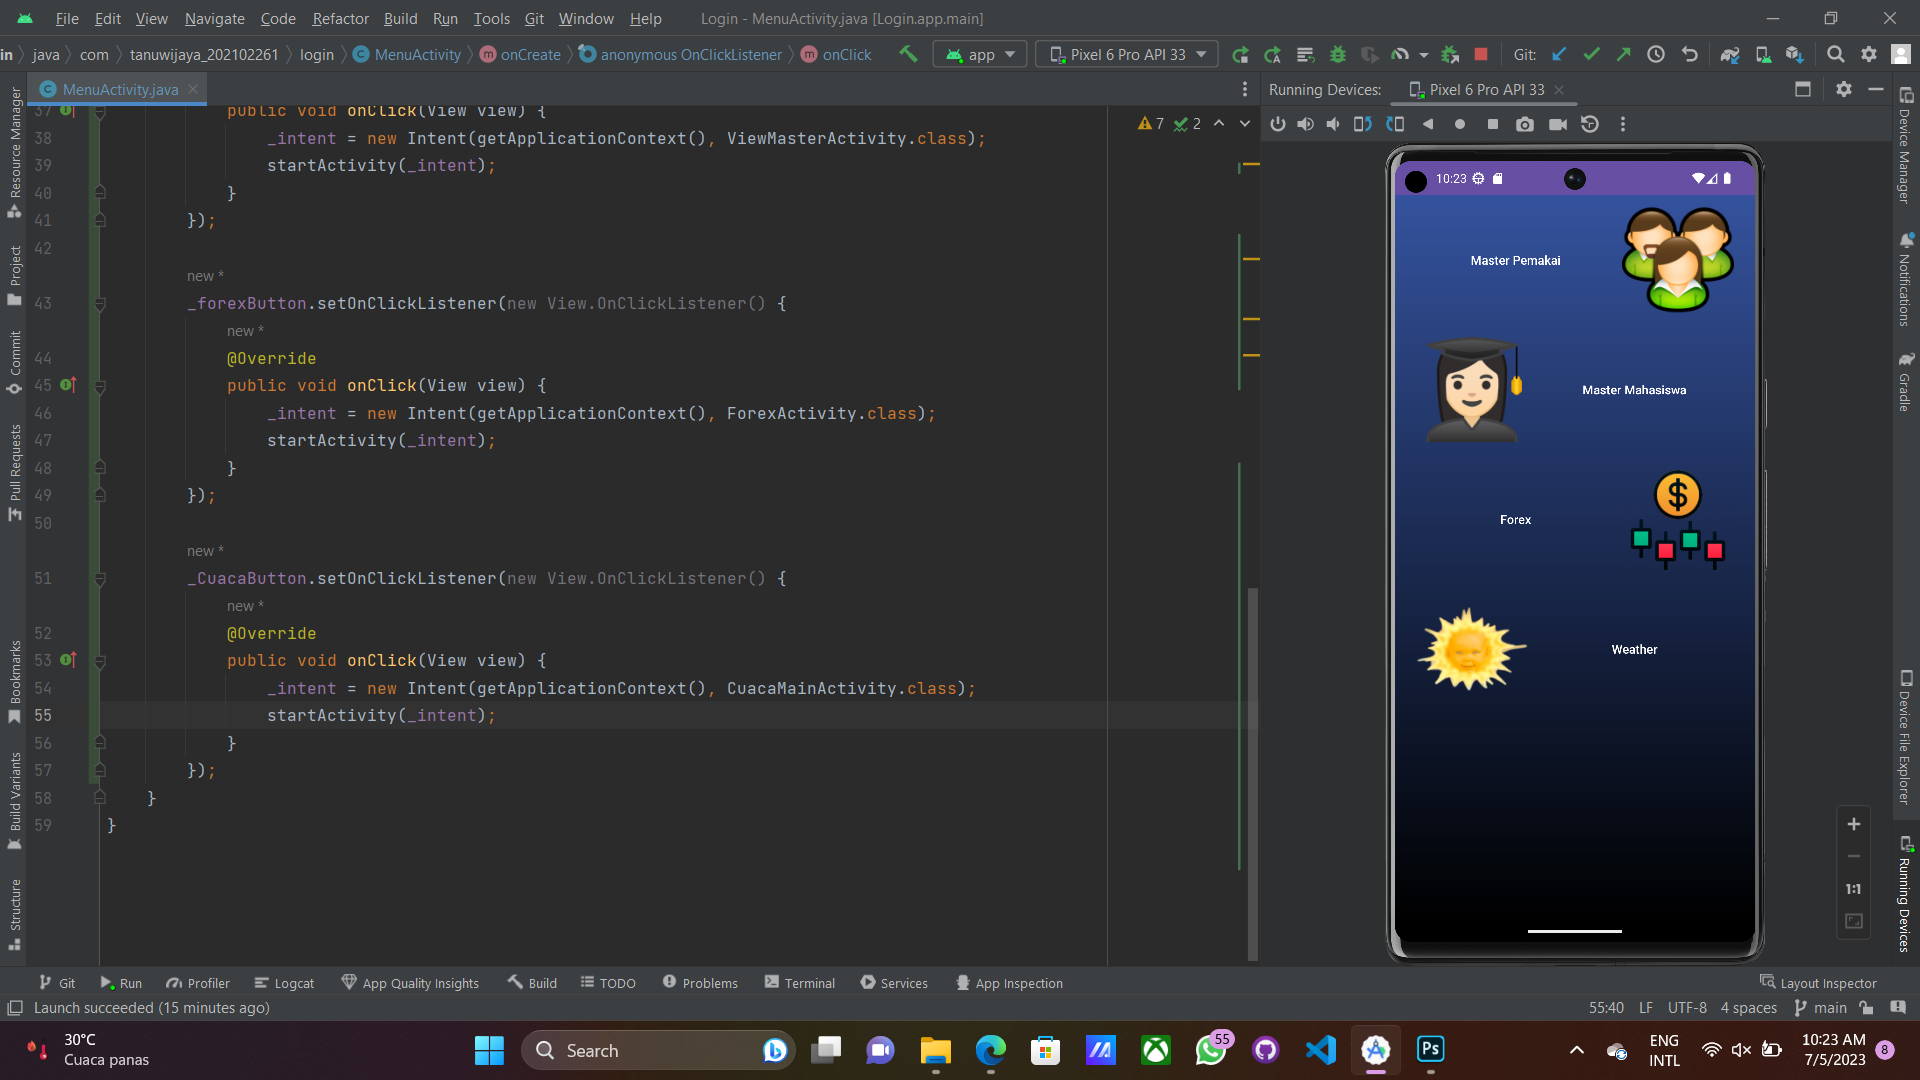 File Edit View Navigate Code Refactor Build Run Tools Git Window Help Login - MenuActivity.java [Login.app.main]
in java com tanuwijaya_202102261 login MenuActivity onCreate anonymous OnClickListener onClick app Pixel 6 Pro API 33 Git:
MenuActivity.java
Running Devices: Pixel 6 Pro API 33
7 2
37 public void onClick(View view) {
38 _intent = new Intent(getApplicationContext(), ViewMasterActivity.class);
39 startActivity(_intent);
40 }
41 });
42
new *
43 _forexButton.setOnClickListener(new View.OnClickListener() {
new *
44 @Override
45 public void onClick(View view) {
46 _intent = new Intent(getApplicationContext(), ForexActivity.class);
47 startActivity(_intent);
48 }
49 });
50
new *
51 _CuacaButton.setOnClickListener(new View.OnClickListener() {
new *
52 @Override
53 public void onClick(View view) {
54 _intent = new Intent(getApplicationContext(), CuacaMainActivity.class);
55 startActivity(_intent);
56 }
57 });
58 }
59 }
Resource Manager
Project
Commit
Pull Requests
Bookmarks
Build Variants
Structure
10:23
Master Pemakai
Master Mahasiswa
Forex
$
Weather
1:1
Device Manager
Notifications
Gradle
Device File Explorer
Running Devices
Git Run Profiler Logcat App Quality Insights Build TODO Problems Terminal Services App Inspection Layout Inspector
Launch succeeded (15 minutes ago) 55:40 LF UTF-8 4 spaces main
30°C
Cuaca panas
Search
55
Ps
ENG
INTL
10:23 AM
7/5/2023
8